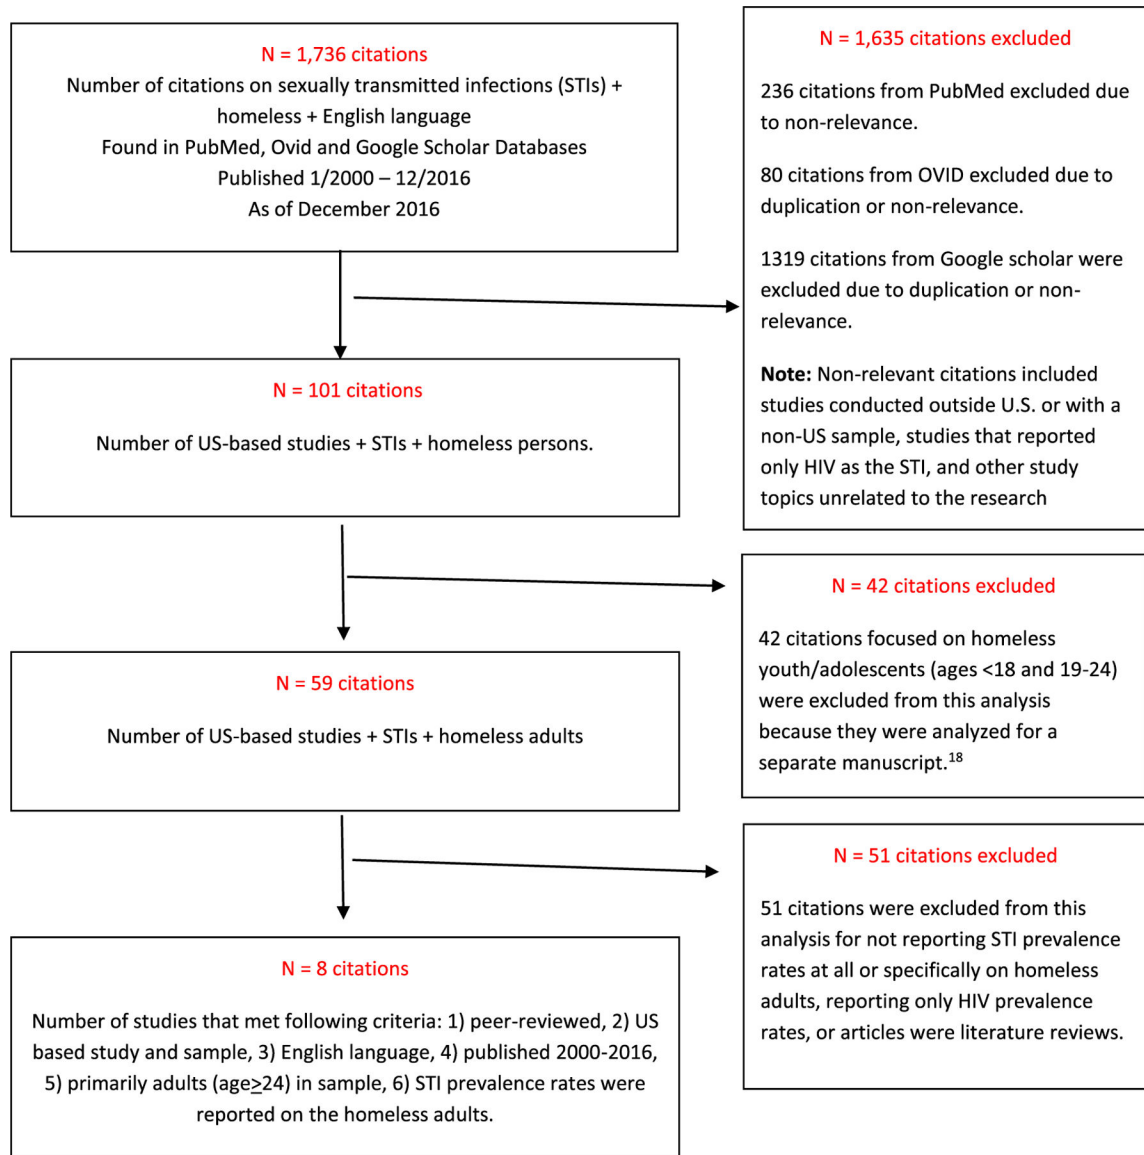 N = 1,736 citations
Number of citations on sexually transmitted infections (STIs) +
homeless + English language
Found in PubMed, Ovid and Google Scholar Databases
Published 1/2000 – 12/2016
As of December 2016
N = 1,635 citations excluded
236 citations from PubMed excluded due
to non-relevance.
80 citations from OVID excluded due to
duplication or non-relevance.
1319 citations from Google scholar were
excluded due to duplication or non-
relevance.
Note: Non-relevant citations included
studies conducted outside U.S. or with a
non-US sample, studies that reported
only HIV as the STI, and other study
topics unrelated to the research
N = 101 citations
Number of US-based studies + STIs + homeless persons.
N = 42 citations excluded
42 citations focused on homeless
youth/adolescents (ages <18 and 19-24)
were excluded from this analysis
because they were analyzed for a
separate manuscript.18
N = 59 citations
Number of US-based studies + STIs + homeless adults
N = 51 citations excluded
51 citations were excluded from this
analysis for not reporting STI prevalence
rates at all or specifically on homeless
adults, reporting only HIV prevalence
rates, or articles were literature reviews.
N = 8 citations
Number of studies that met following criteria: 1) peer-reviewed, 2) US
based study and sample, 3) English language, 4) published 2000-2016,
5) primarily adults (age≥24) in sample, 6) STI prevalence rates were
reported on the homeless adults.